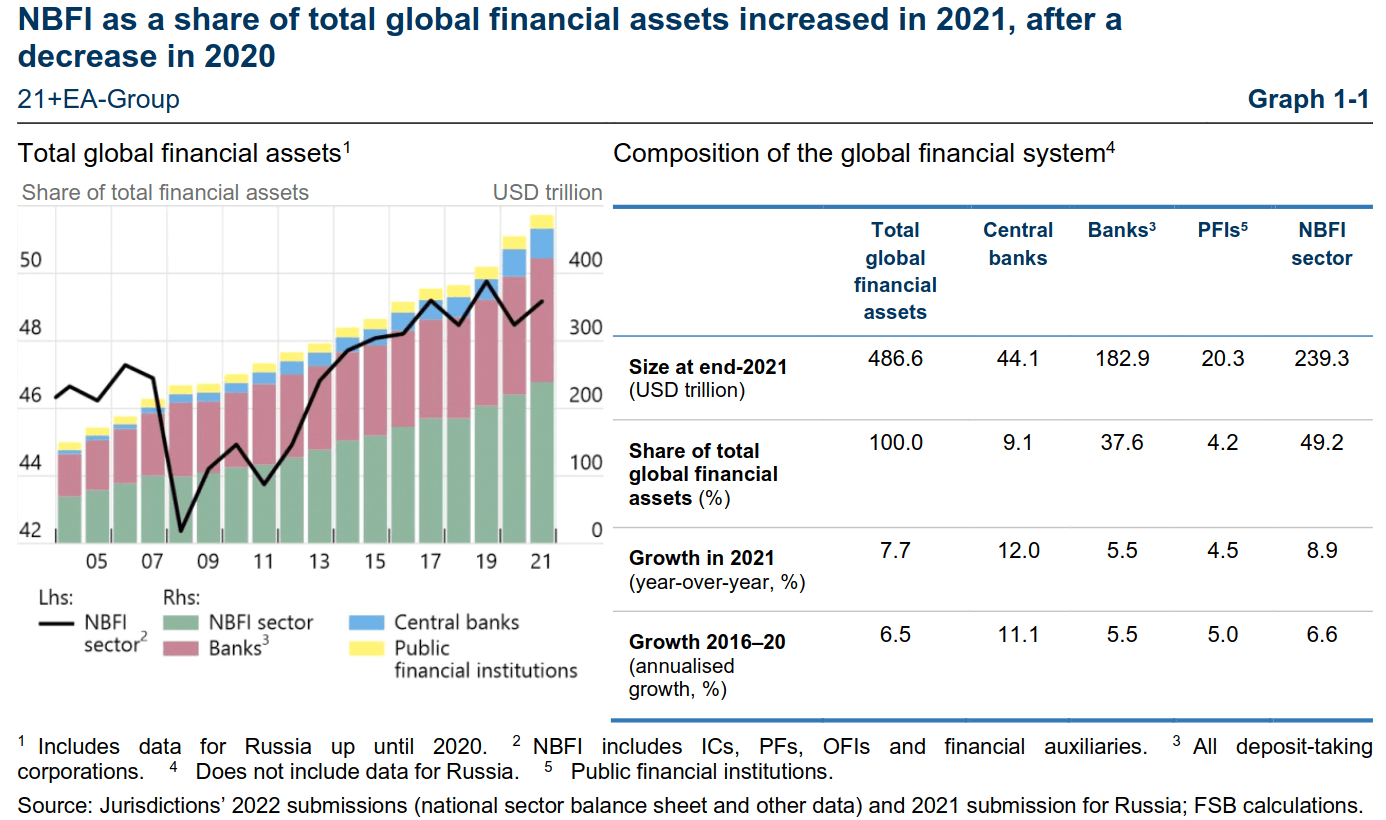 NBFI as a share of total global financial assets increased in 2021, after a
decrease in 2020
21+EA-Group
Graph 1-1
Total global financial assets1
Share of total financial assets
USD trillion
50
48
46
44
42
400
300
200
100
0
05 07 09 11 13 15 17 19 21
Lhs:
NBFI
sector2
Rhs:
NBFI sector
Banks3
Central banks
Public
financial institutions
Composition of the global financial system4
Total
global
financial
assets
Central
banks
Banks3
PFIs5
NBFI
sector
Size at end-2021
(USD trillion)
486.6 44.1 182.9 20.3 239.3
Share of total
global financial
assets (%)
100.0 9.1 37.6 4.2 49.2
Growth in 2021
(year-over-year, %)
7.7 12.0 5.5 4.5 8.9
Growth 2016–20
(annualised
growth, %)
6.5 11.1 5.5 5.0 6.6
1 Includes data for Russia up until 2020. 2 NBFI includes ICs, PFs, OFIs and financial auxiliaries. 3 All deposit-taking
corporations. 4 Does not include data for Russia. 5 Public financial institutions.
Source: Jurisdictions’ 2022 submissions (national sector balance sheet and other data) and 2021 submission for Russia; FSB calculations.